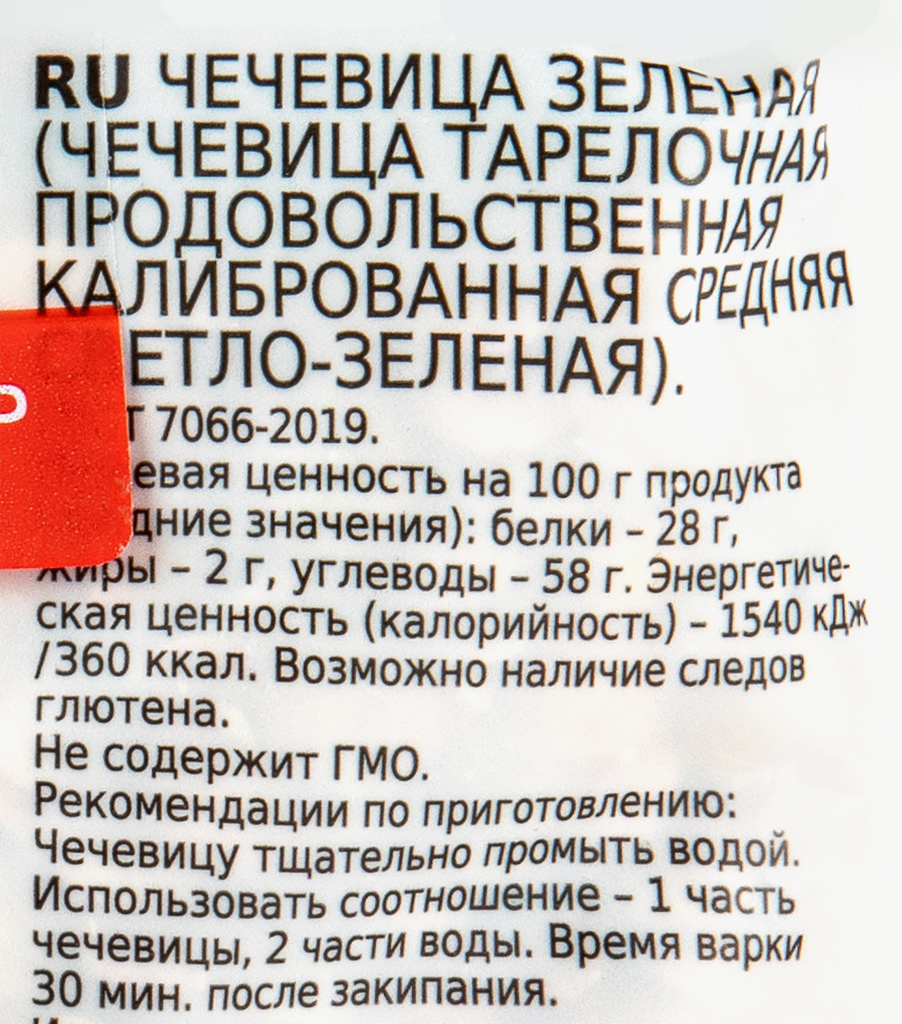 RU ЧЕЧЕВИЦА ЗЕЛЕНАЯ
(ЧЕЧЕВИЦА ТАРЕЛОЧНАЯ
ПРОДОВОЛЬСТВЕННАЯ
КАЛИБРОВАННАЯ СРЕДНЯЯ
ЕТЛО-ЗЕЛЕНАЯ).
Т 7066-2019.
евая ценность на 100 г продукта
дние значения): белки – 28 г,
жиры – 2 г, углеводы – 58 г. Энергетиче-
ская ценность (калорийность) – 1540 кДж
/360 ккал. Возможно наличие следов
глютена.
Не содержит ГМО.
Рекомендации по приготовлению:
Чечевицу тщательно промыть водой.
Использовать соотношение – 1 часть
чечевицы, 2 части воды. Время варки
30 мин. после закипания.